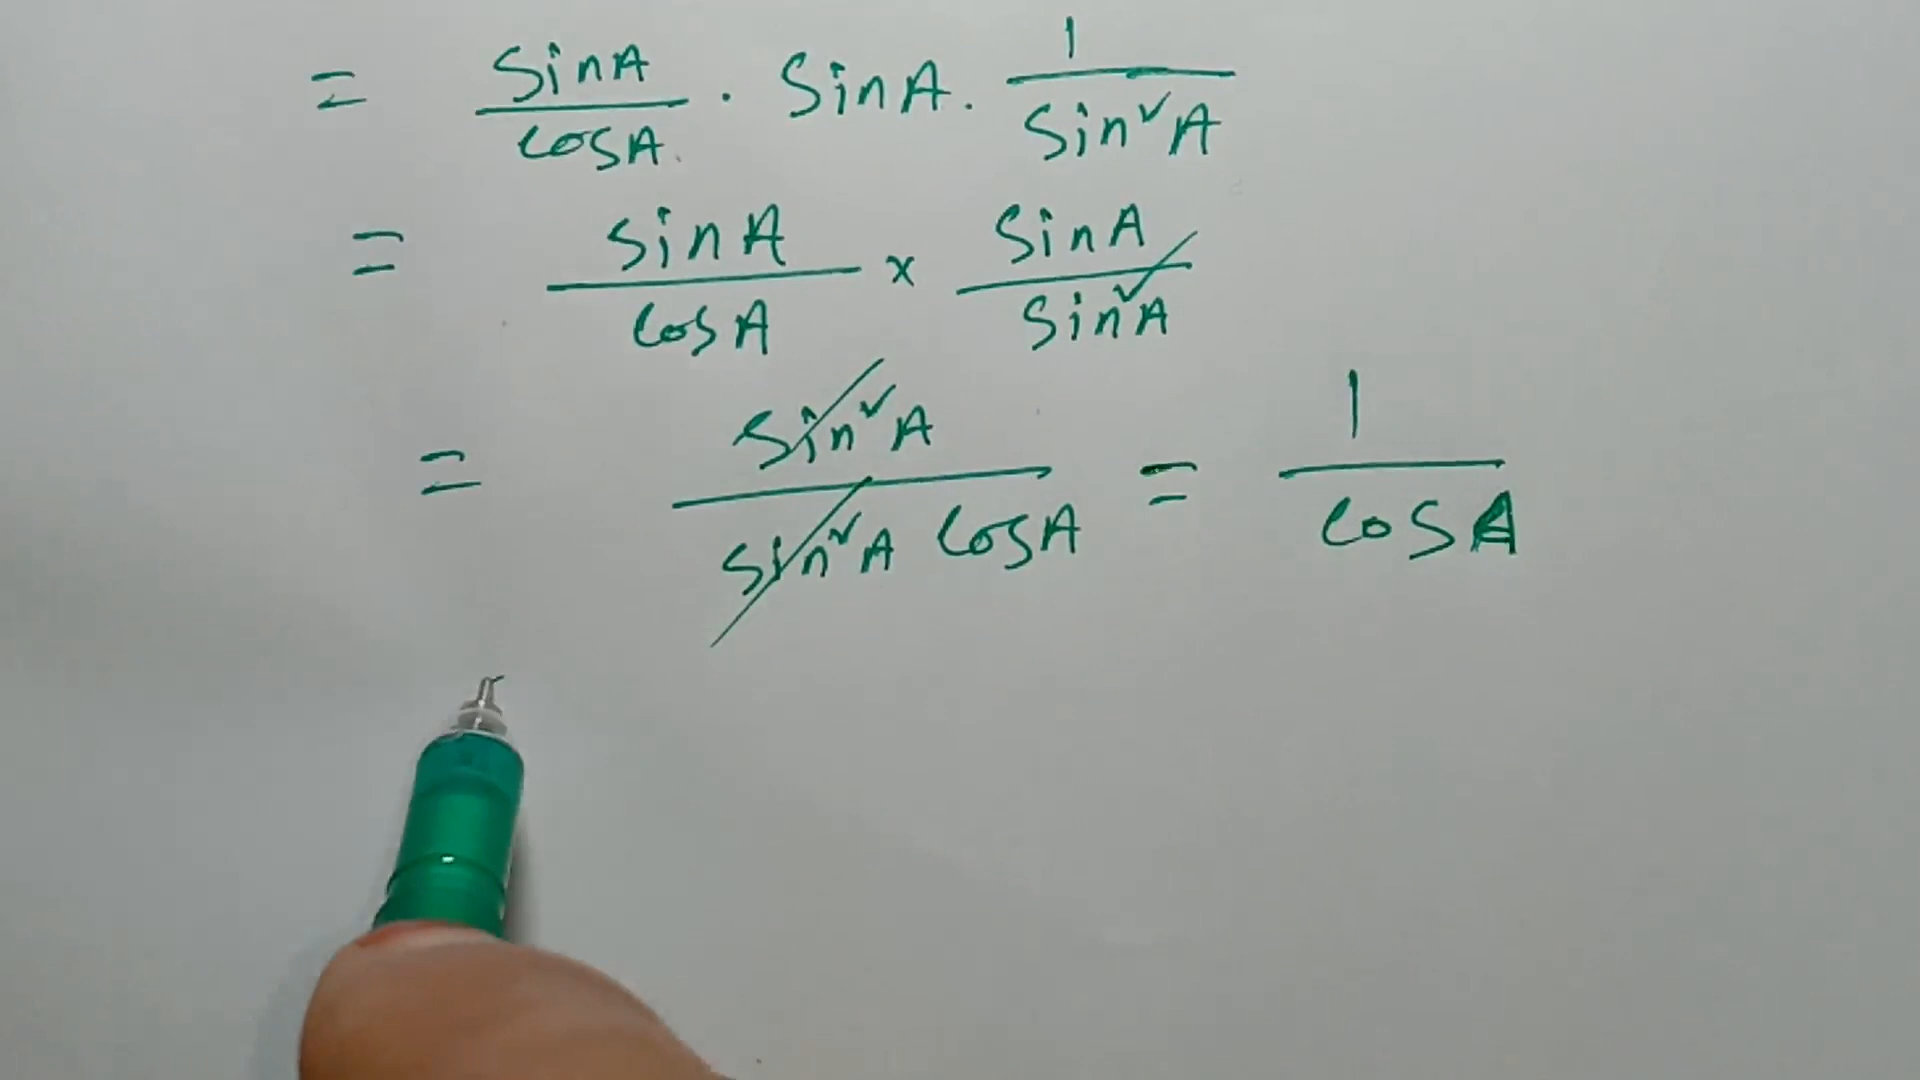 = sinA/cosA · sinA · 1/sin²A
= sinA/cosA × sinA/sin²A
= sin²A/sin²A cosA = 1/cosA